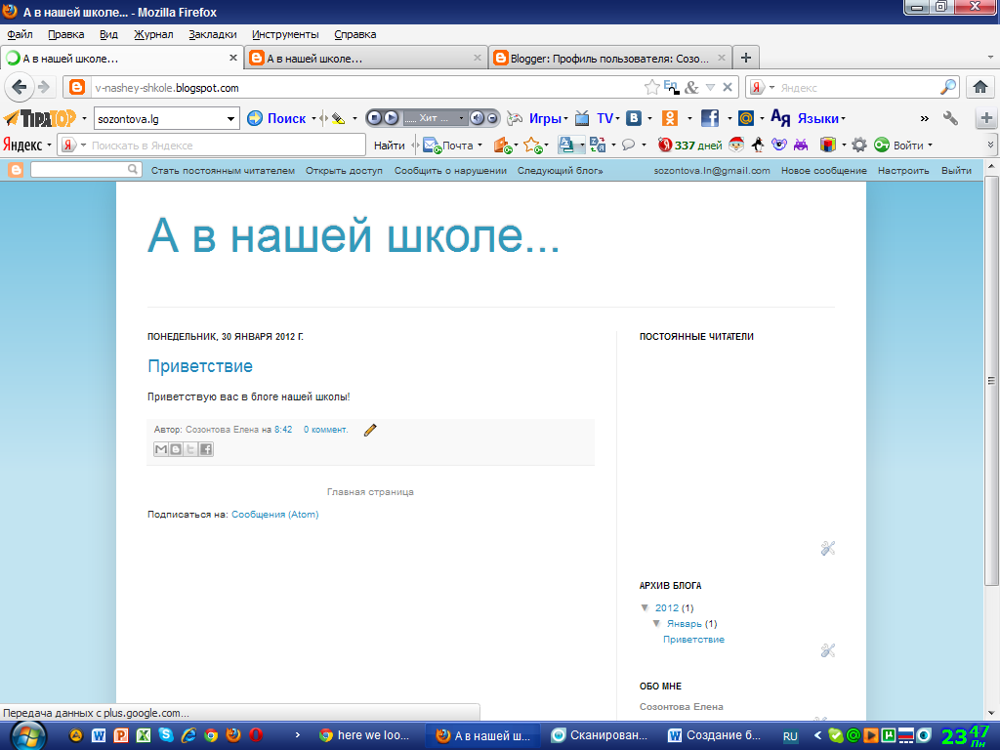 А в нашей школе... - Mozilla Firefox
Файл Правка Вид Журнал Закладки Инструменты Справка
А в нашей школе... А в нашей школе... Blogger: Профиль пользователя: Созо...
v-nashey-shkole.blogspot.com Яндекс
ТИРАТОР sozontova.lg Поиск ..... Хит ... Игры TV Языки
Яндекс Поиск в Яндексе Найти Почта 337 дней Войти
Стать постоянным читателем Открыть доступ Сообщить о нарушении Следующий блог» sozontova.ln@gmail.com Новое сообщение Настроить Выйти
А в нашей школе...
ПОНЕДЕЛЬНИК, 30 ЯНВАРЯ 2012 Г.
Приветствие
Приветствую вас в блоге нашей школы!
Автор: Созонтова Елена на 8:42 0 коммент.
Главная страница
Подписаться на: Сообщения (Atom)
ПОСТОЯННЫЕ ЧИТАТЕЛИ
АРХИВ БЛОГА
▼ 2012 (1)
▼ Январь (1)
Приветствие
ОБО МНЕ
Созонтова Елена
Передача данных с plus.google.com...
here we loo... А в нашей ш... Сканирован... Создание б... RU 23 47 Пн